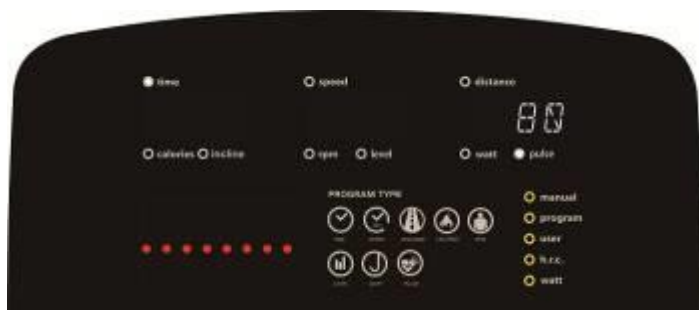 time speed distance
80
calories incline rpm level watt pulse
PROGRAM TYPE
manual
program
user
h.r.c.
watt